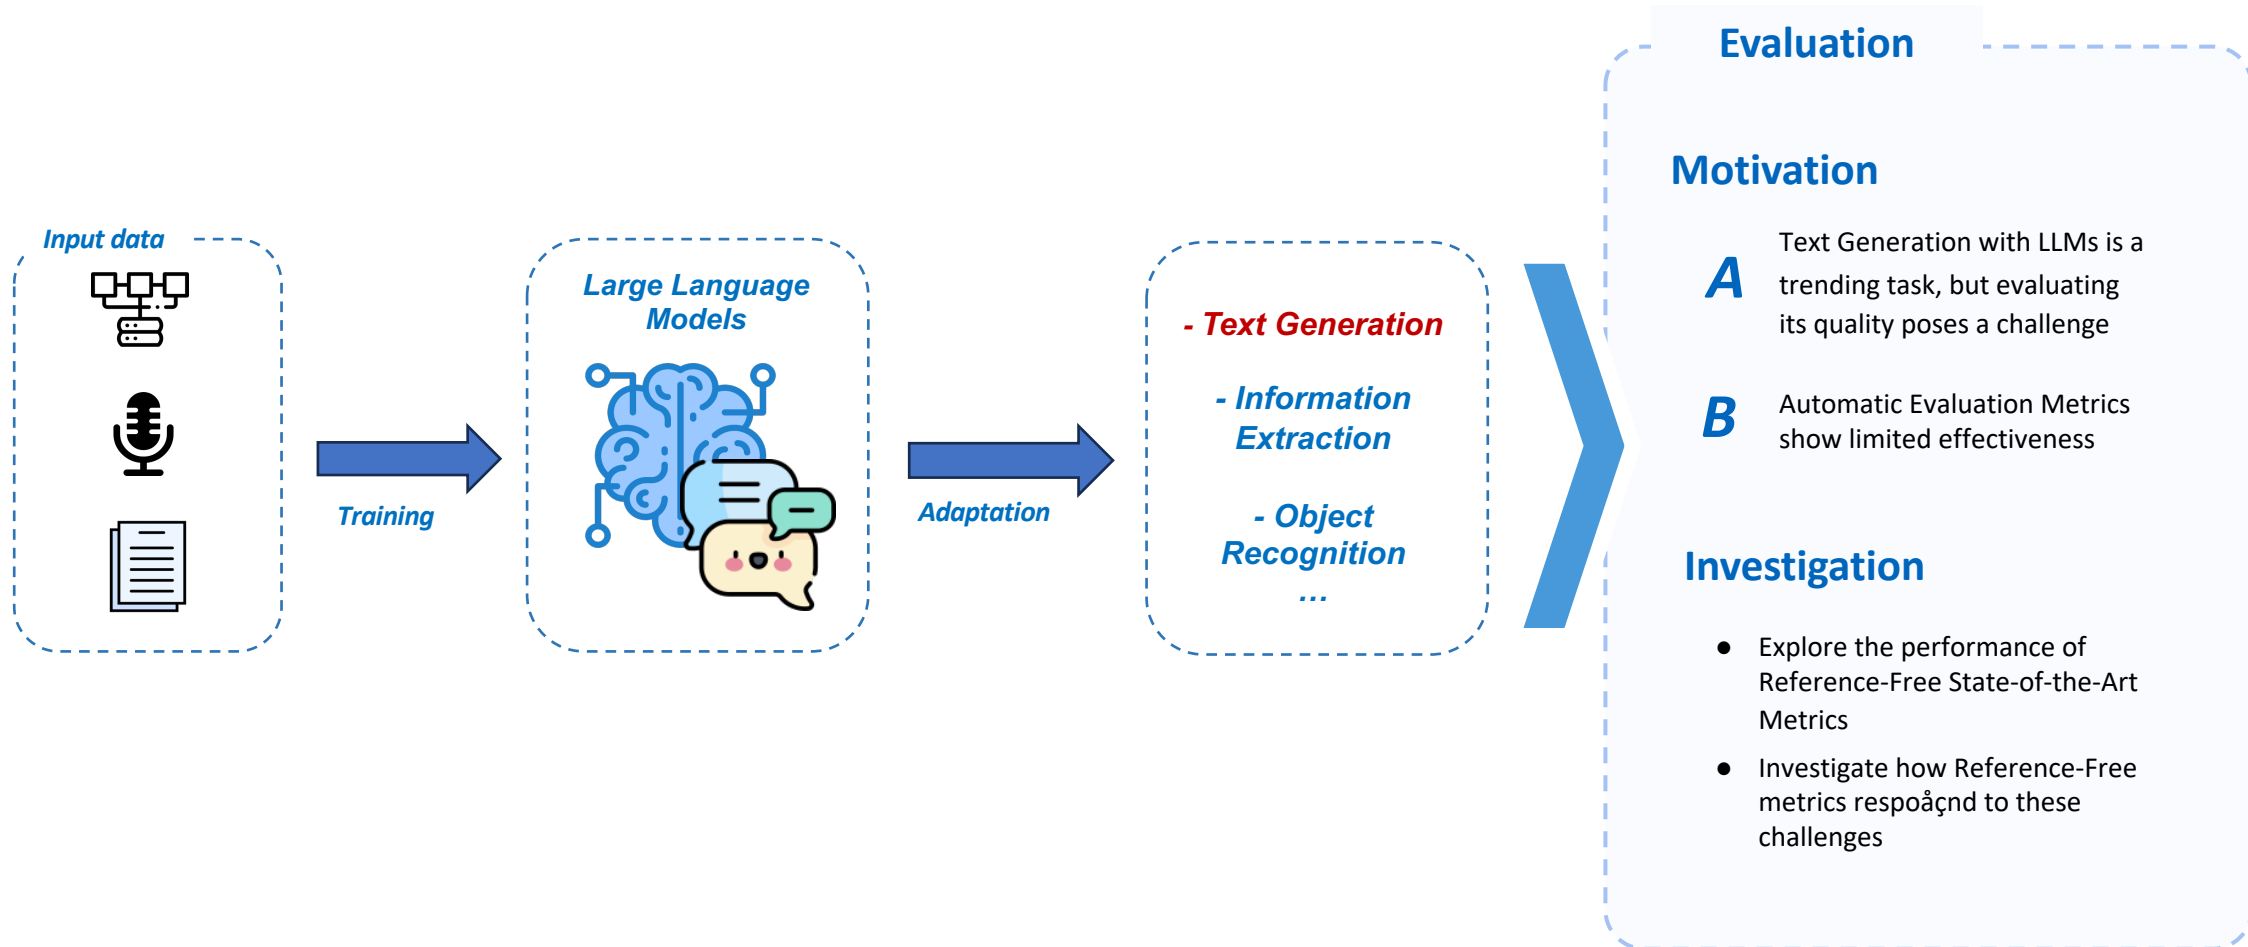 Input data
Training
Large Language
Models
Adaptation
- Text Generation
- Information
Extraction
- Object
Recognition
...
Evaluation
Motivation
A
Text Generation with LLMs is a
trending task, but evaluating
its quality poses a challenge
B
Automatic Evaluation Metrics
show limited effectiveness
Investigation
● Explore the performance of
Reference-Free State-of-the-Art
Metrics
● Investigate how Reference-Free
metrics respoåçnd to these
challenges